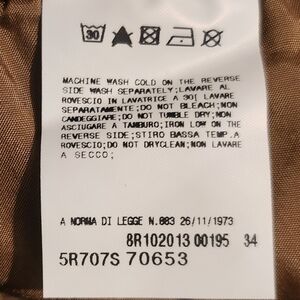 30
MACHINE WASH COLD ON THE REVERSE
SIDE WASH SEPARATELY;LAVARE AL
ROVESCIO IN LAVATRICE A 30[ LAVARE
SEPARATAMENTE;DO NOT BLEACH;NON
CANDEGGIARE;DO NOT TUMBLE DRY;NON
ASCIUGARE A TAMBURO;IRON LOW ON THE
REVERSE SIDE;STIRO BASSA TEMP.A
ROVESCIO;DO NOT DRYCLEAN;NON LAVARE
A SECCO;
A NORMA DI LEGGE N.883 26/11/1973
8R102013 00195 34
5R707S 70653